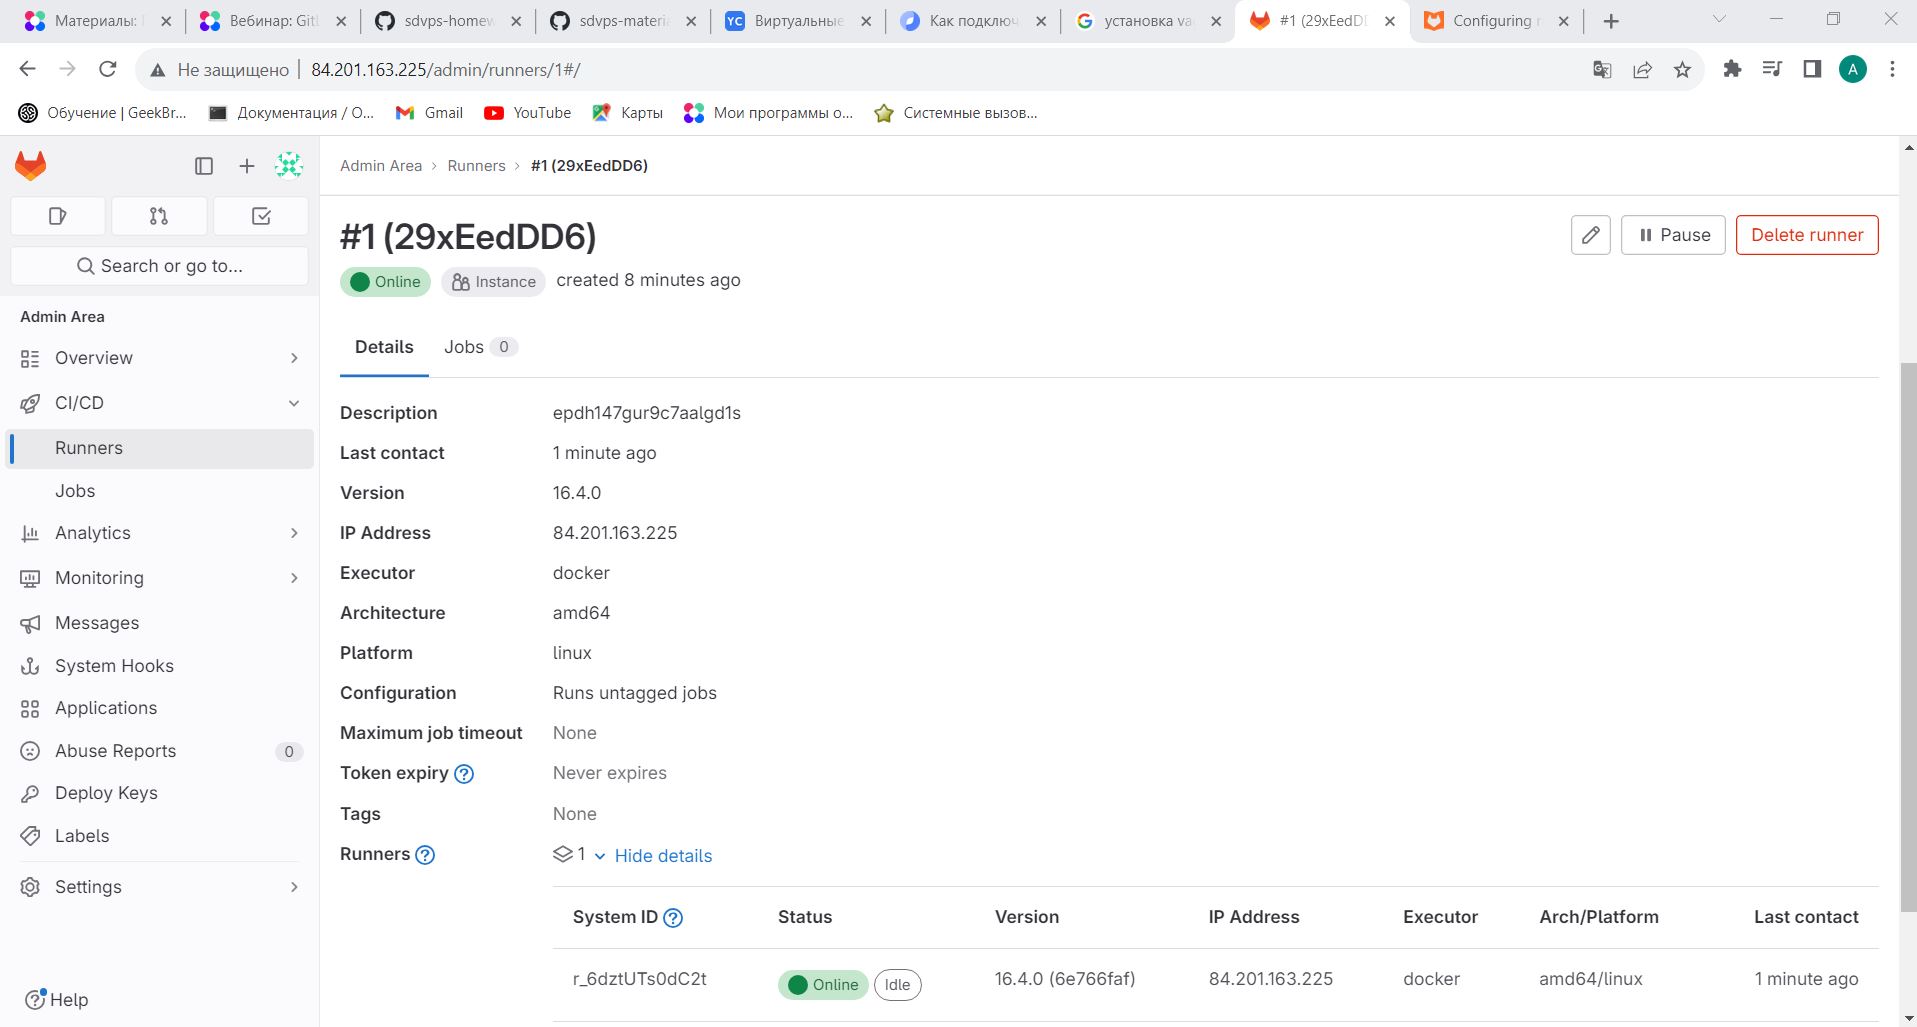 Материалы:
Вебинар: Git
sdvps-homew
sdvps-materi
YC Виртуальные
Как подключ
установка va
#1 (29xEedD
Configuring r
Не защищено 84.201.163.225/admin/runners/1#/
A
Обучение | GeekBr...
Документация / О...
Gmail
YouTube
Карты
Мои программы о...
Системные вызов...
Admin Area > Runners > #1 (29xEedDD6)
Search or go to...
Admin Area
Overview
CI/CD
Runners
Jobs
Analytics
Monitoring
Messages
System Hooks
Applications
Abuse Reports 0
Deploy Keys
Labels
Settings
Help
#1 (29xEedDD6)
Pause
Delete runner
Online Instance created 8 minutes ago
Details Jobs 0
Description epdh147gur9c7aalgd1s
Last contact 1 minute ago
Version 16.4.0
IP Address 84.201.163.225
Executor docker
Architecture amd64
Platform linux
Configuration Runs untagged jobs
Maximum job timeout None
Token expiry ? Never expires
Tags None
Runners ? 1 Hide details
System ID ? Status Version IP Address Executor Arch/Platform Last contact
r_6dztUTs0dC2t Online Idle 16.4.0 (6e766faf) 84.201.163.225 docker amd64/linux 1 minute ago